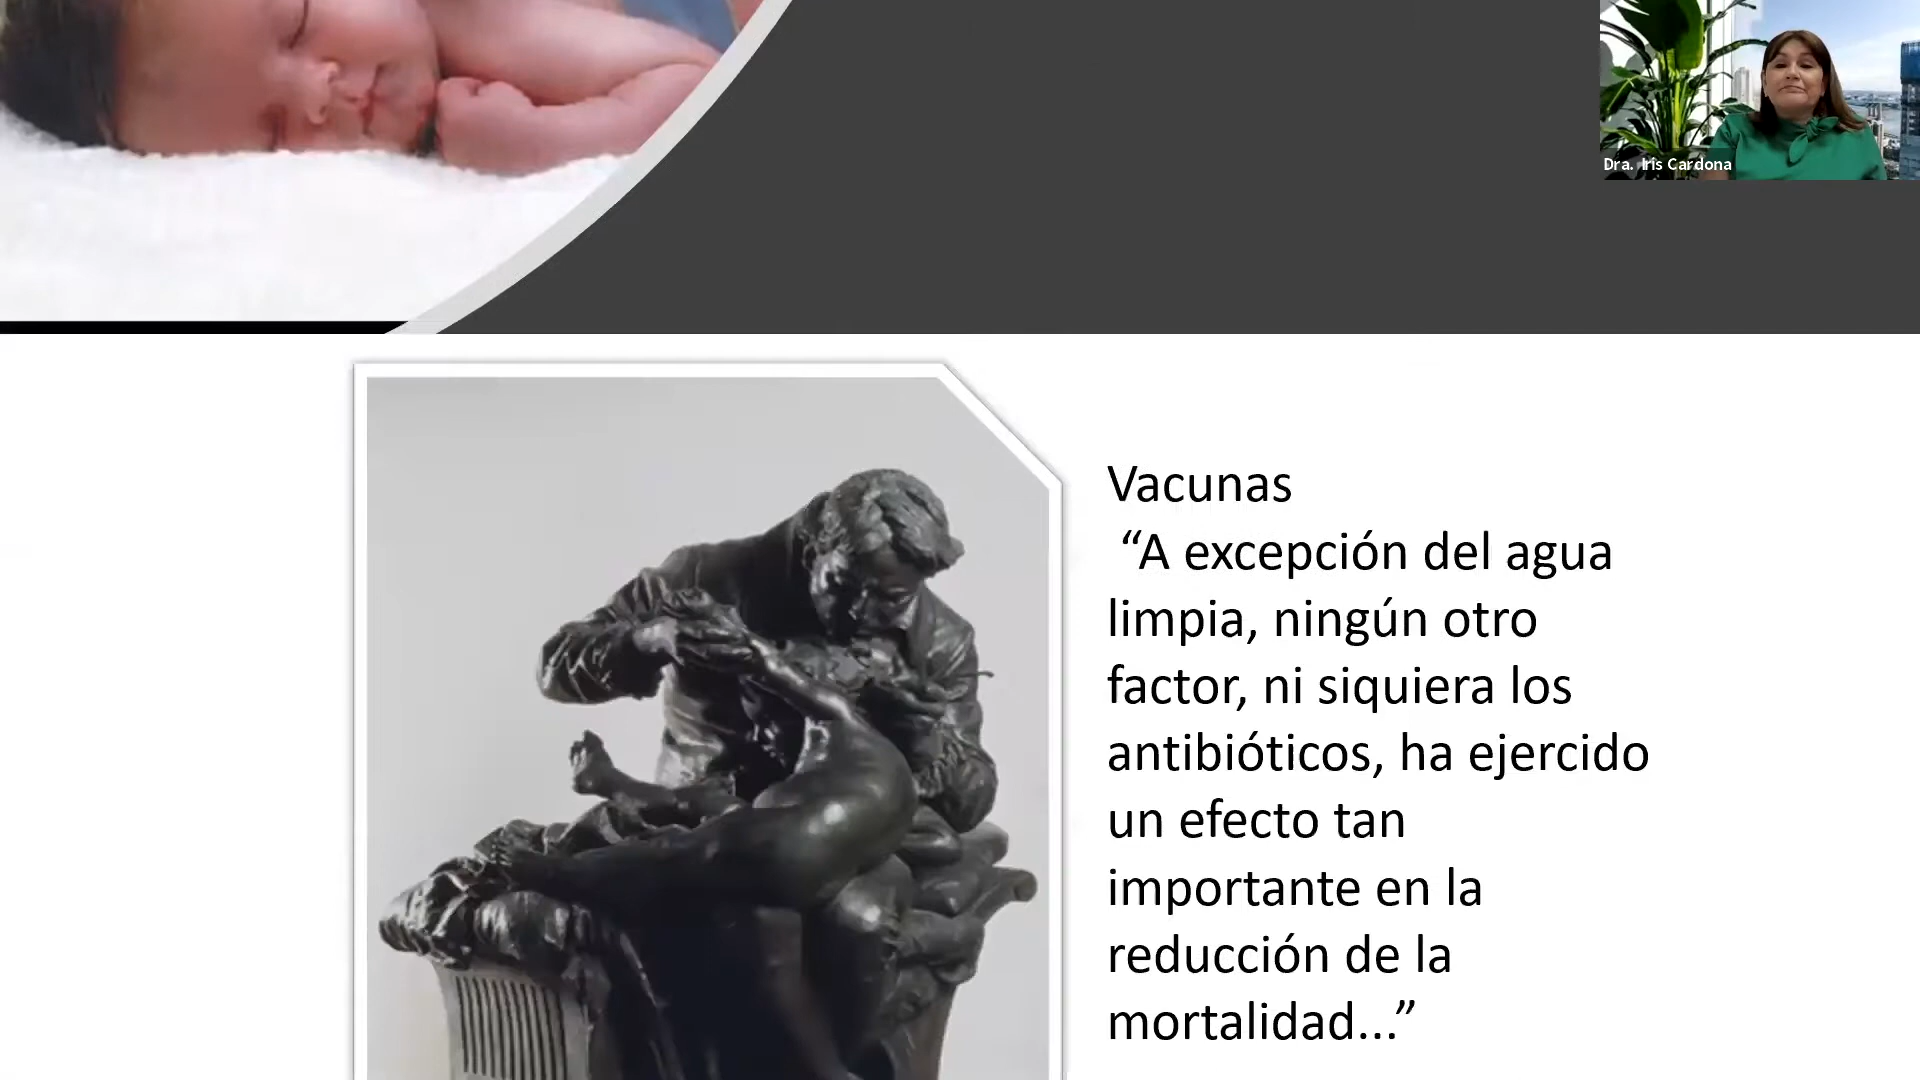 Dra. Iris Cardona
Vacunas
“A excepción del agua
limpia, ningún otro
factor, ni siquiera los
antibióticos, ha ejercido
un efecto tan
importante en la
reducción de la
mortalidad...”